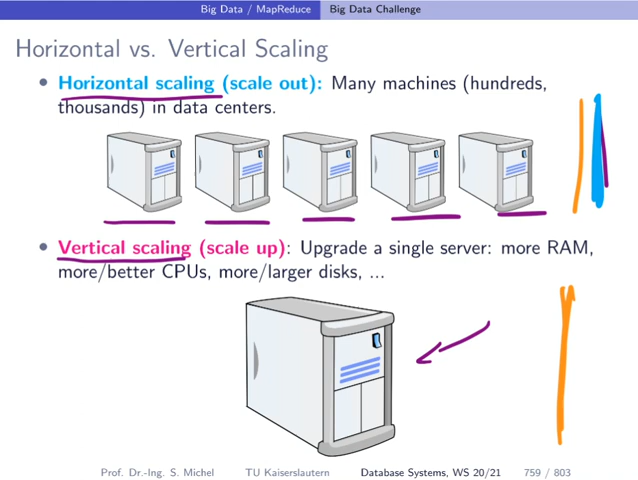 Big Data / MapReduce Big Data Challenge
Horizontal vs. Vertical Scaling
• Horizontal scaling (scale out): Many machines (hundreds,
thousands) in data centers.
• Vertical scaling (scale up): Upgrade a single server: more RAM,
more/better CPUs, more/larger disks, ...
Prof. Dr.-Ing. S. Michel TU Kaiserslautern Database Systems, WS 20/21 759 / 803